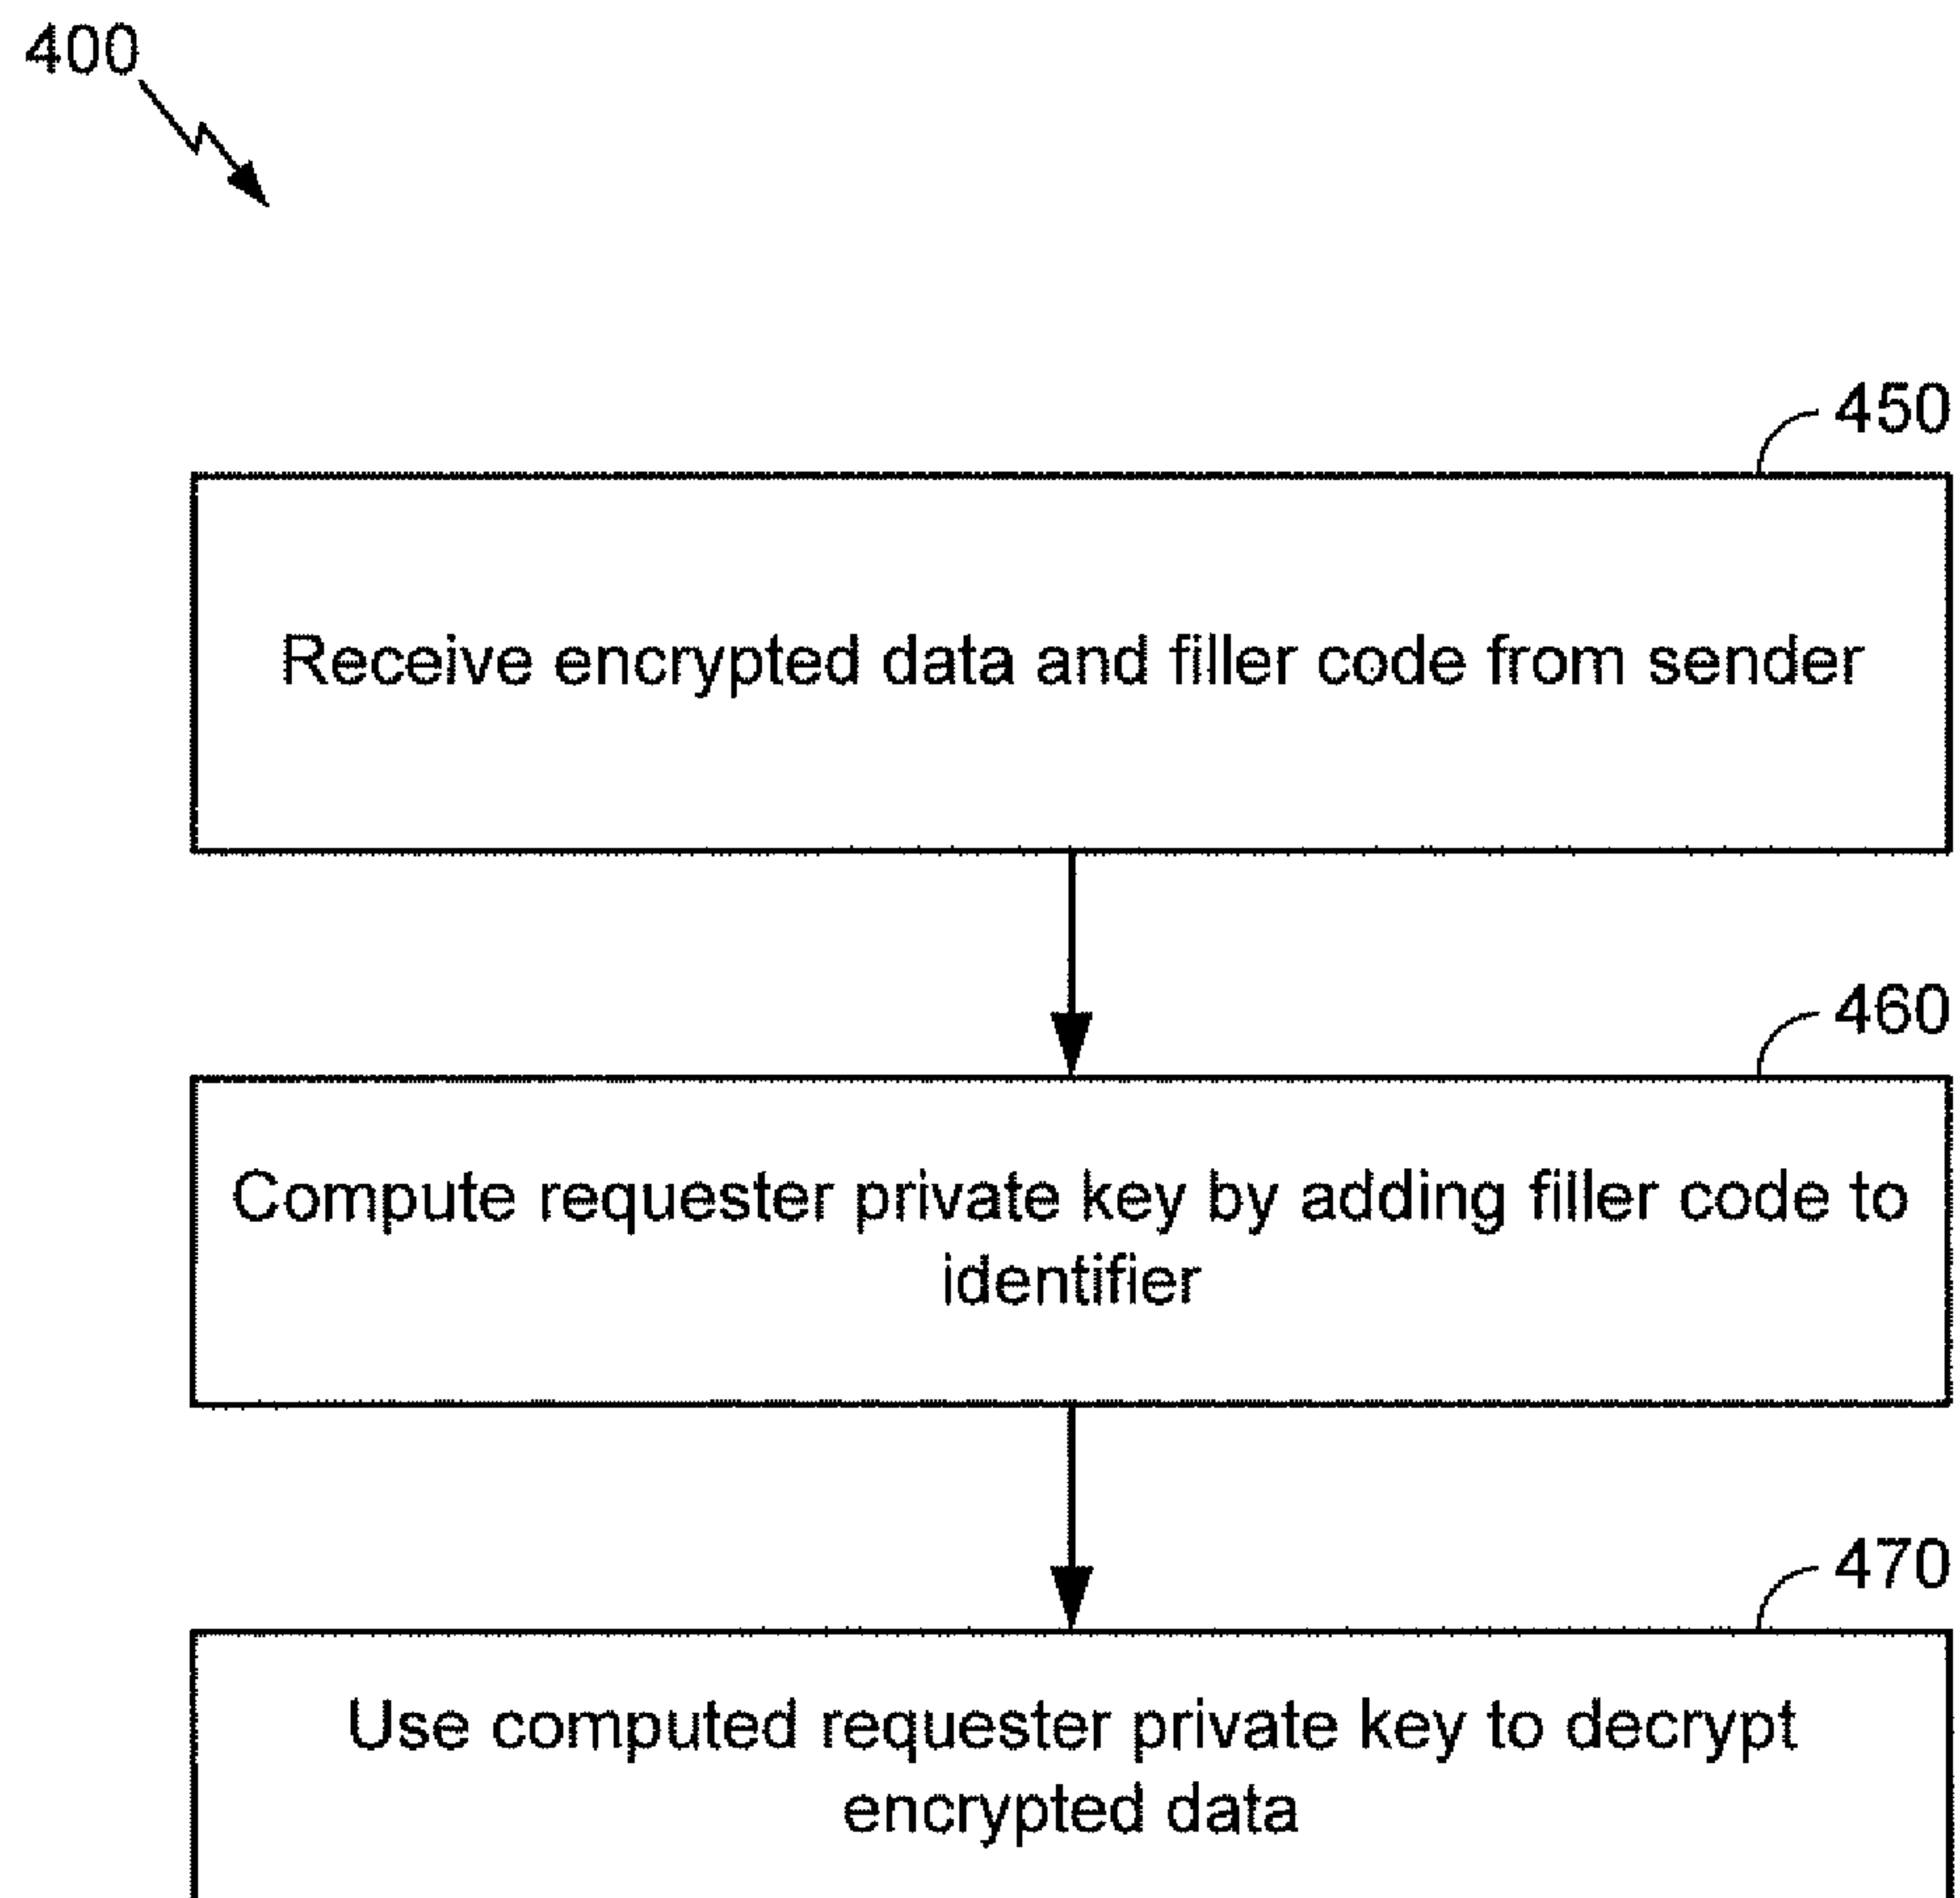 400
450
Receive encrypted data and filler code from sender
460
Compute requester private key by adding filler code to
identifier
470
Use computed requester private key to decrypt
encrypted data